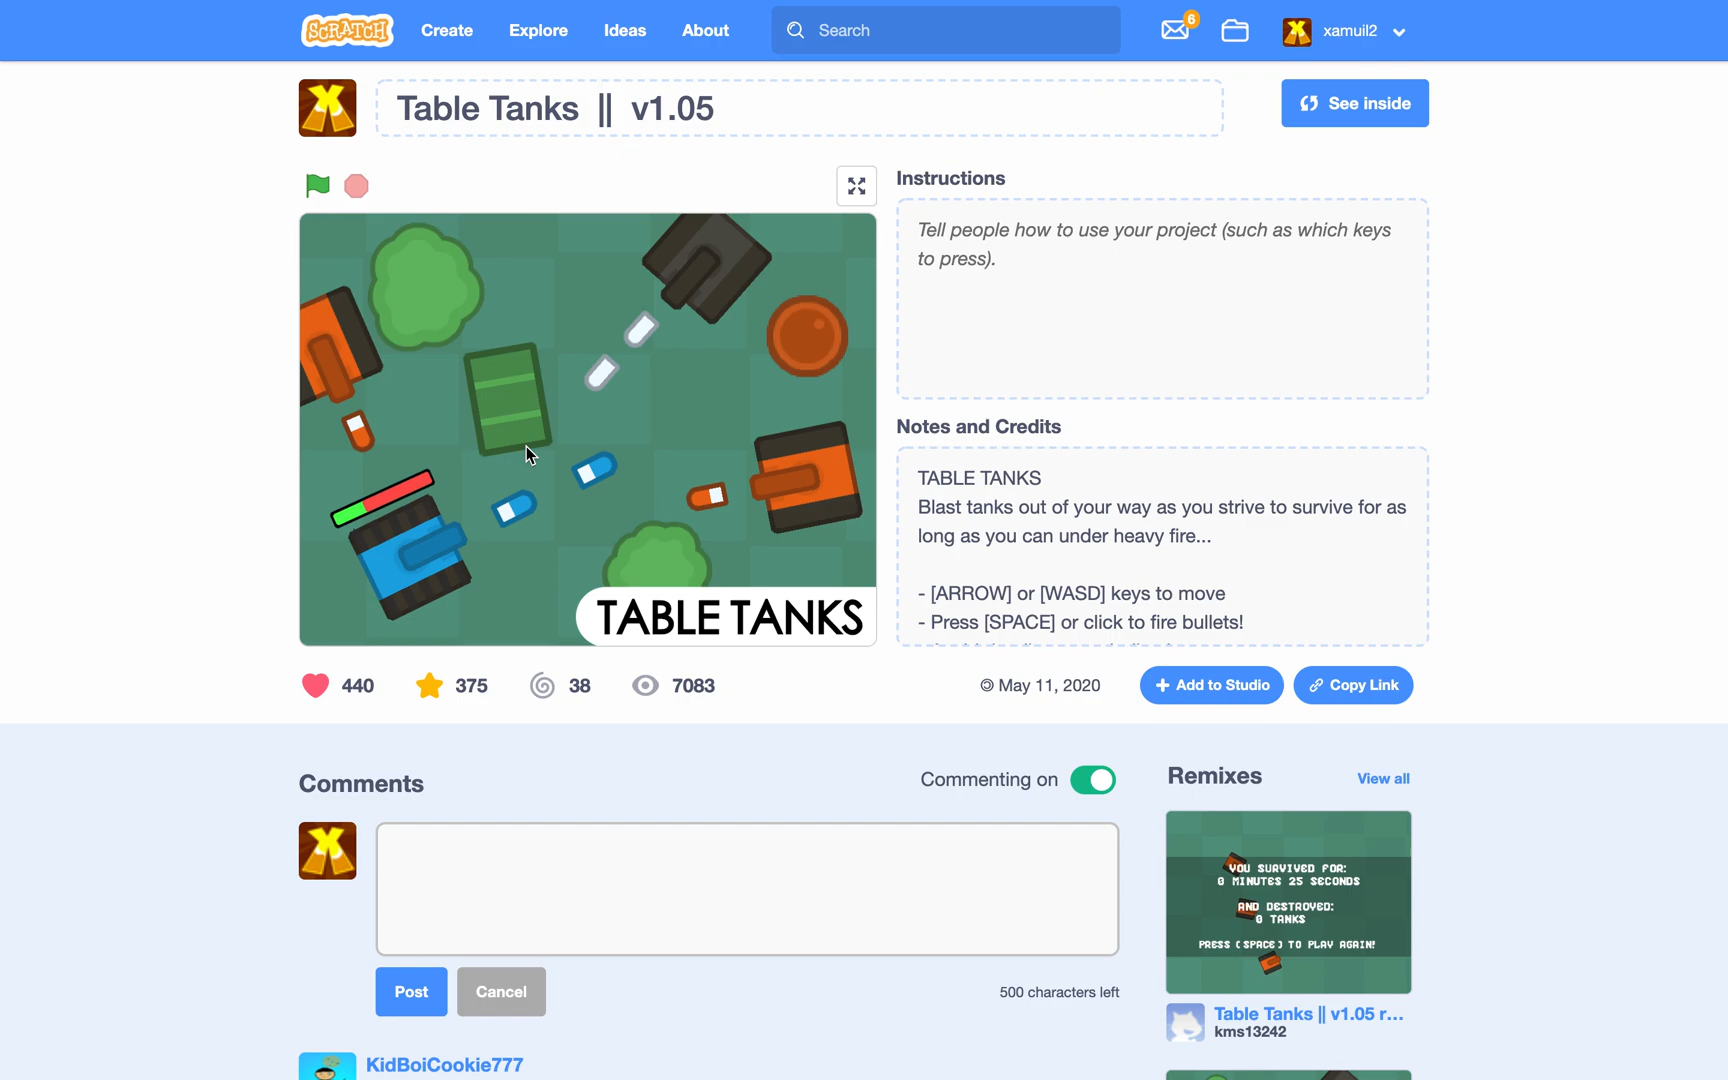 SCRATCH
Create
Explore
Ideas
About
Search
6
xamuil2
Table Tanks || v1.05
See inside
Instructions
Tell people how to use your project (such as which keys
to press).
Notes and Credits
TABLE TANKS
Blast tanks out of your way as you strive to survive for as
long as you can under heavy fire...
- [ARROW] or [WASD] keys to move
- Press [SPACE] or click to fire bullets!
TABLE TANKS
440
375
38
7083
© May 11, 2020
Add to Studio
Copy Link
Comments
Commenting on
Post
Cancel
500 characters left
KidBoiCookie777
Remixes
View all
YOU SURVIVED FOR:
0 MINUTES 25 SECONDS
AND DESTROYED:
0 TANKS
PRESS [SPACE] TO PLAY AGAIN!
Table Tanks || v1.05 r...
kms13242